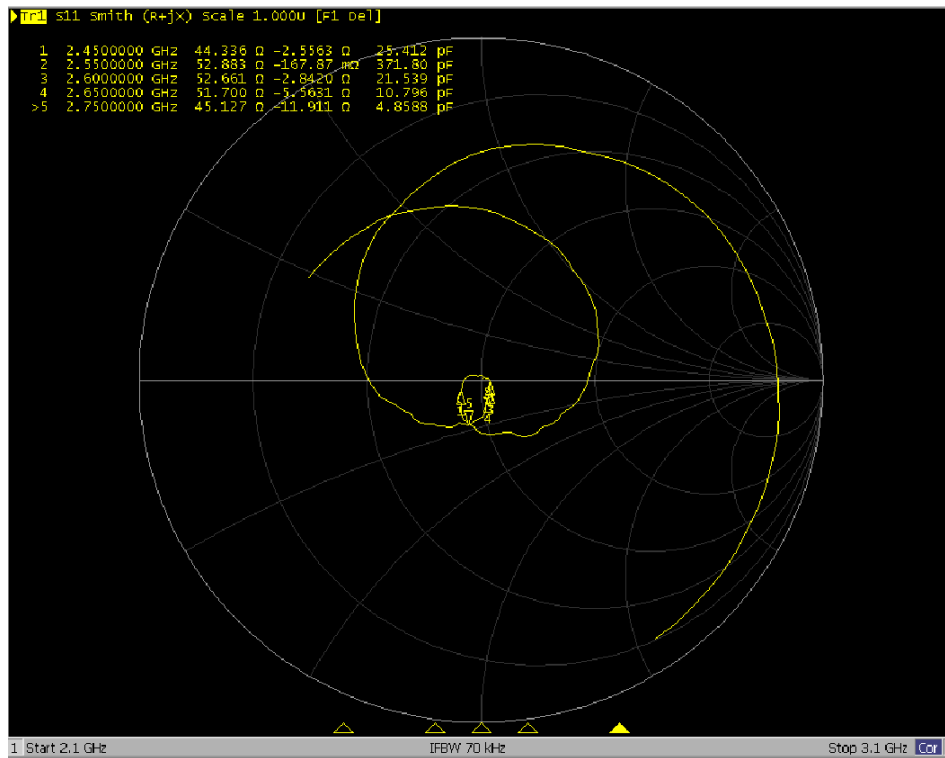 Tr1 S11 Smith (R+jX) Scale 1.000U [F1 Del]
1 2.4500000 GHz 44.336 Ω -2.5563 Ω 25.412 pF
2 2.5500000 GHz 52.883 Ω -167.87 mΩ 371.80 pF
3 2.6000000 GHz 52.661 Ω -2.8420 Ω 21.539 pF
4 2.6500000 GHz 51.700 Ω -5.5631 Ω 10.796 pF
>5 2.7500000 GHz 45.127 Ω -11.911 Ω 4.8588 pF
1 Start 2.1 GHz IFBW 70 kHz Stop 3.1 GHz Cor